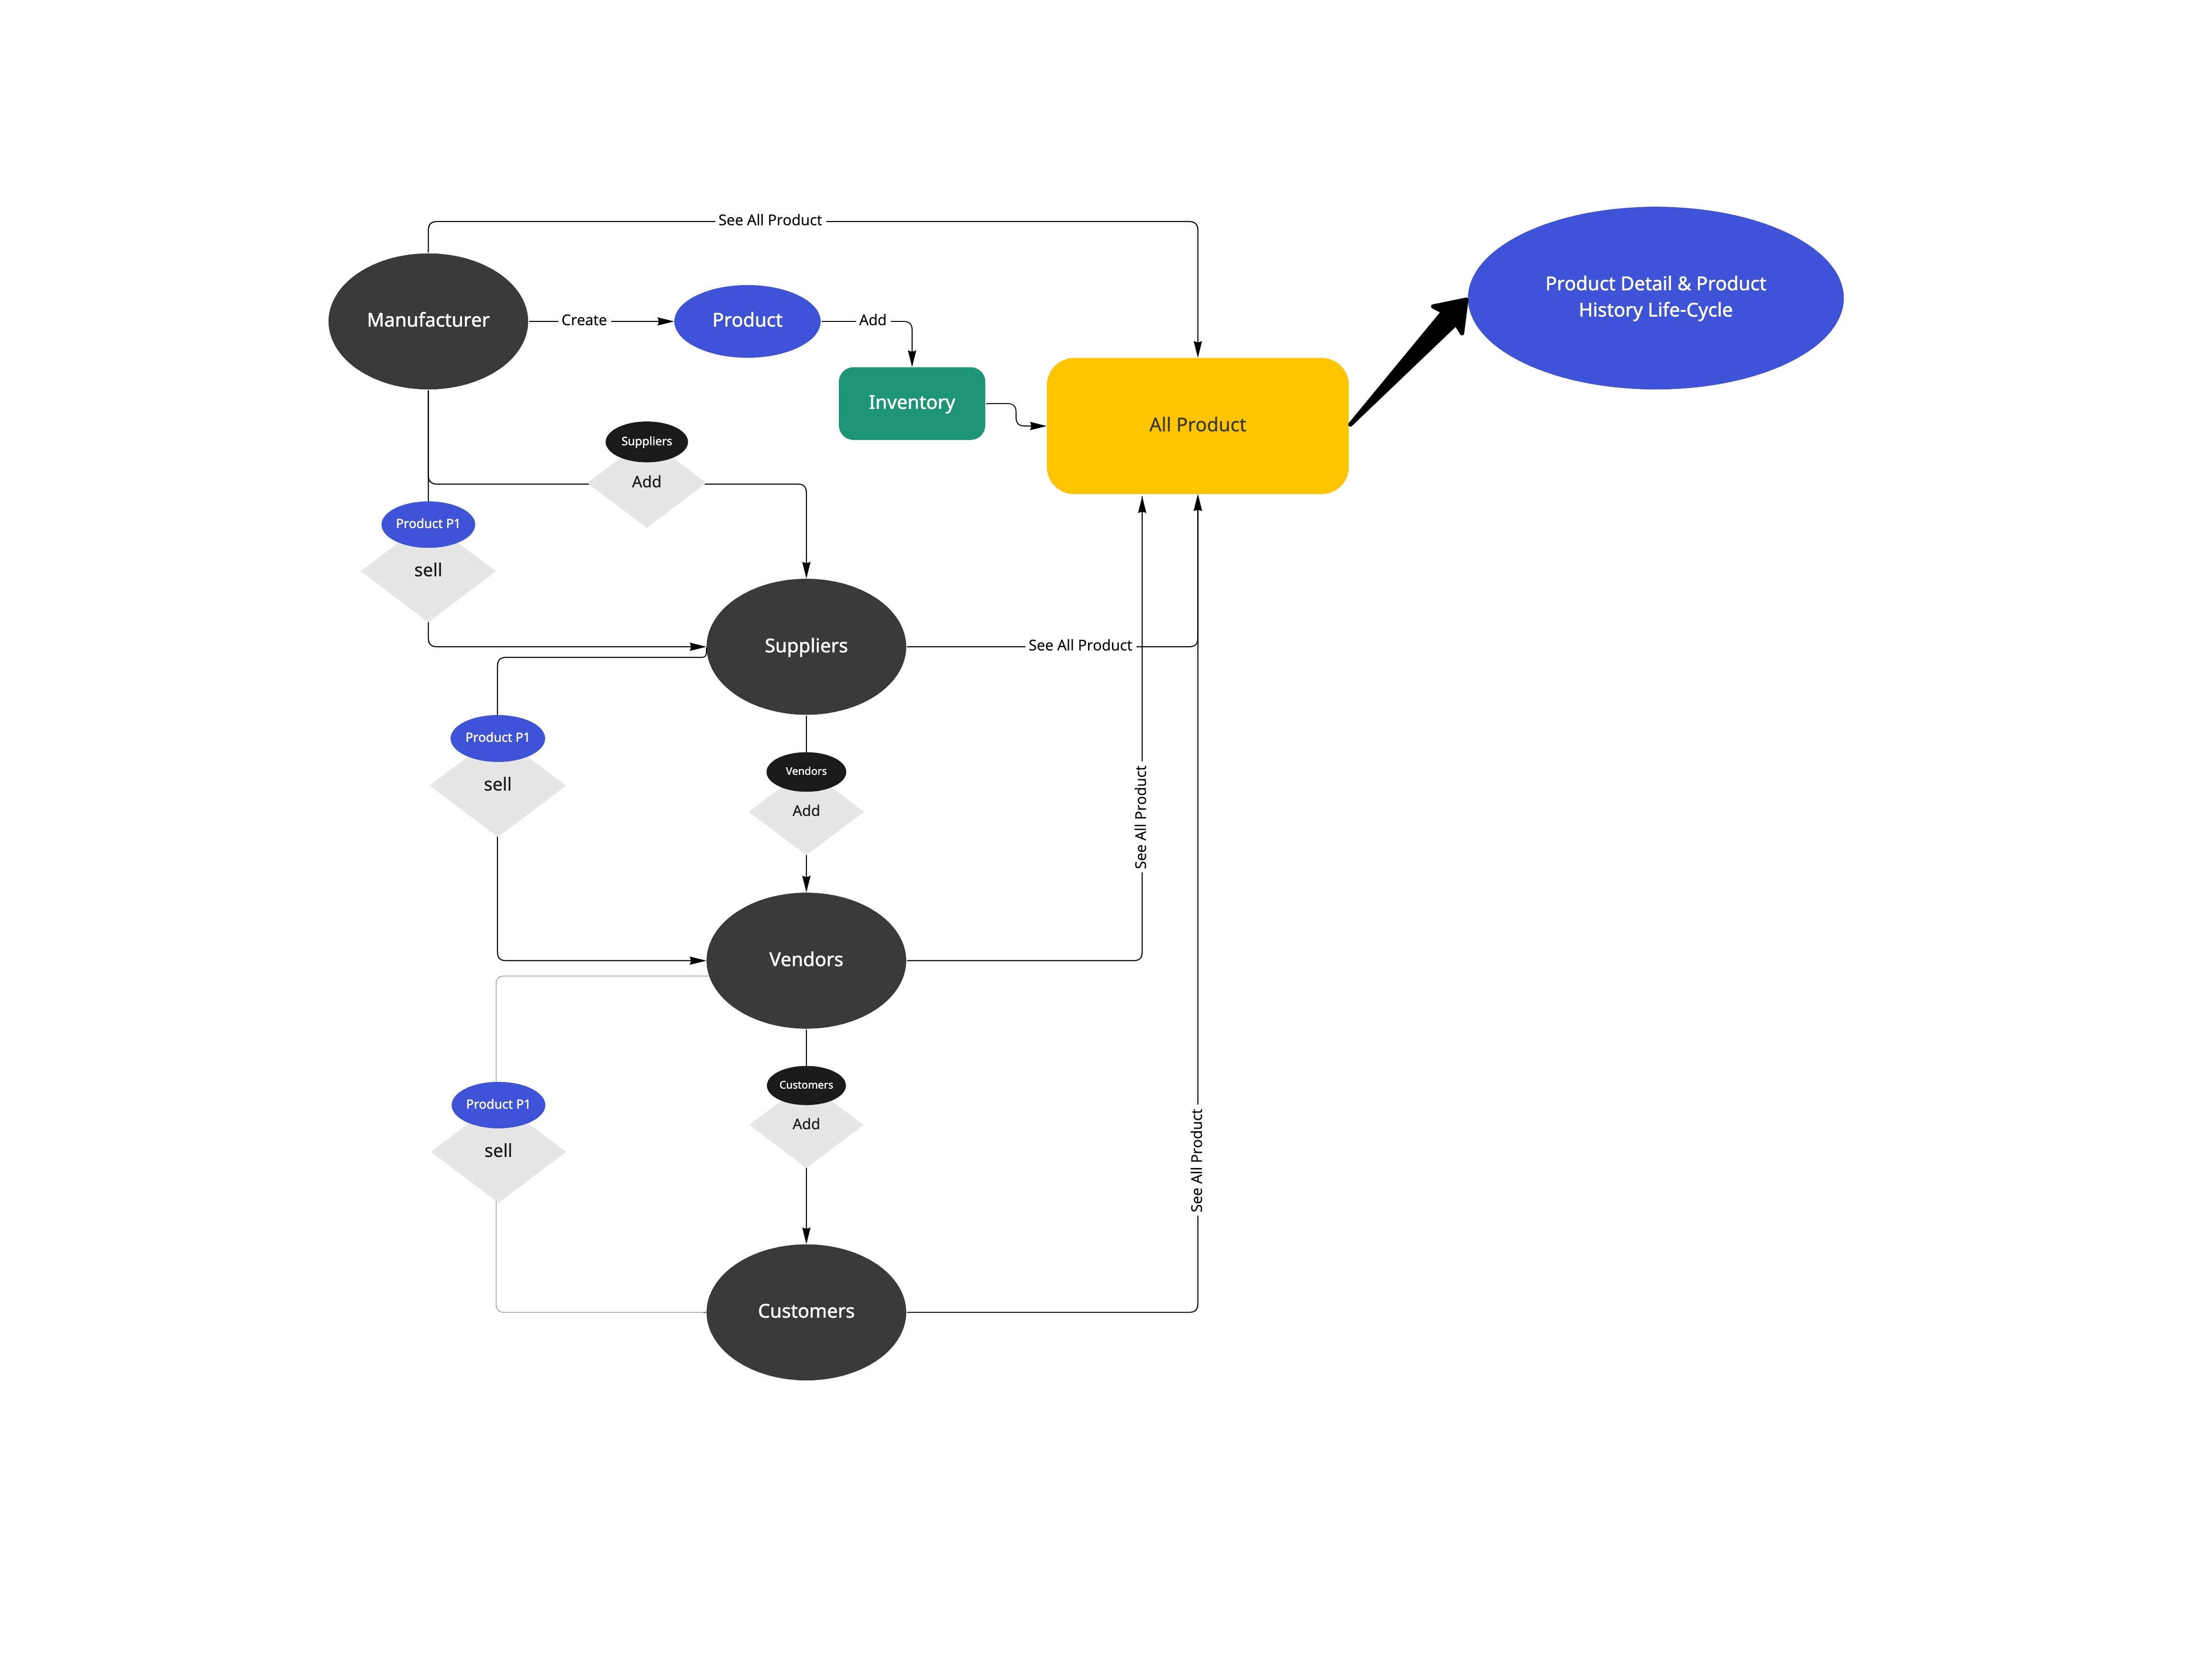 See All Product
Product Detail & Product
History Life-Cycle
Manufacturer
Create
Product
Add
Inventory
All Product
Suppliers
Add
Product P1
sell
Suppliers
See All Product
Product P1
sell
Vendors
Add
See All Product
Vendors
Customers
Add
Product P1
sell
See All Product
Customers